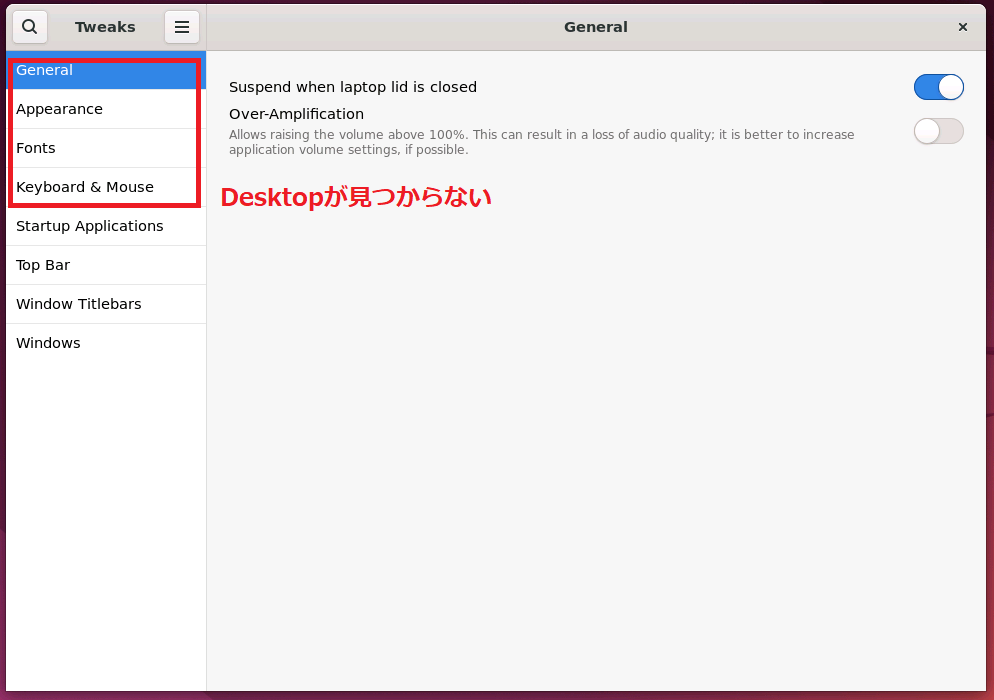 Tweaks
General
General
Appearance
Fonts
Keyboard & Mouse
Startup Applications
Top Bar
Window Titlebars
Windows
Suspend when laptop lid is closed
Over-Amplification
Allows raising the volume above 100%. This can result in a loss of audio quality; it is better to increase
application volume settings, if possible.
Desktopが見つからない